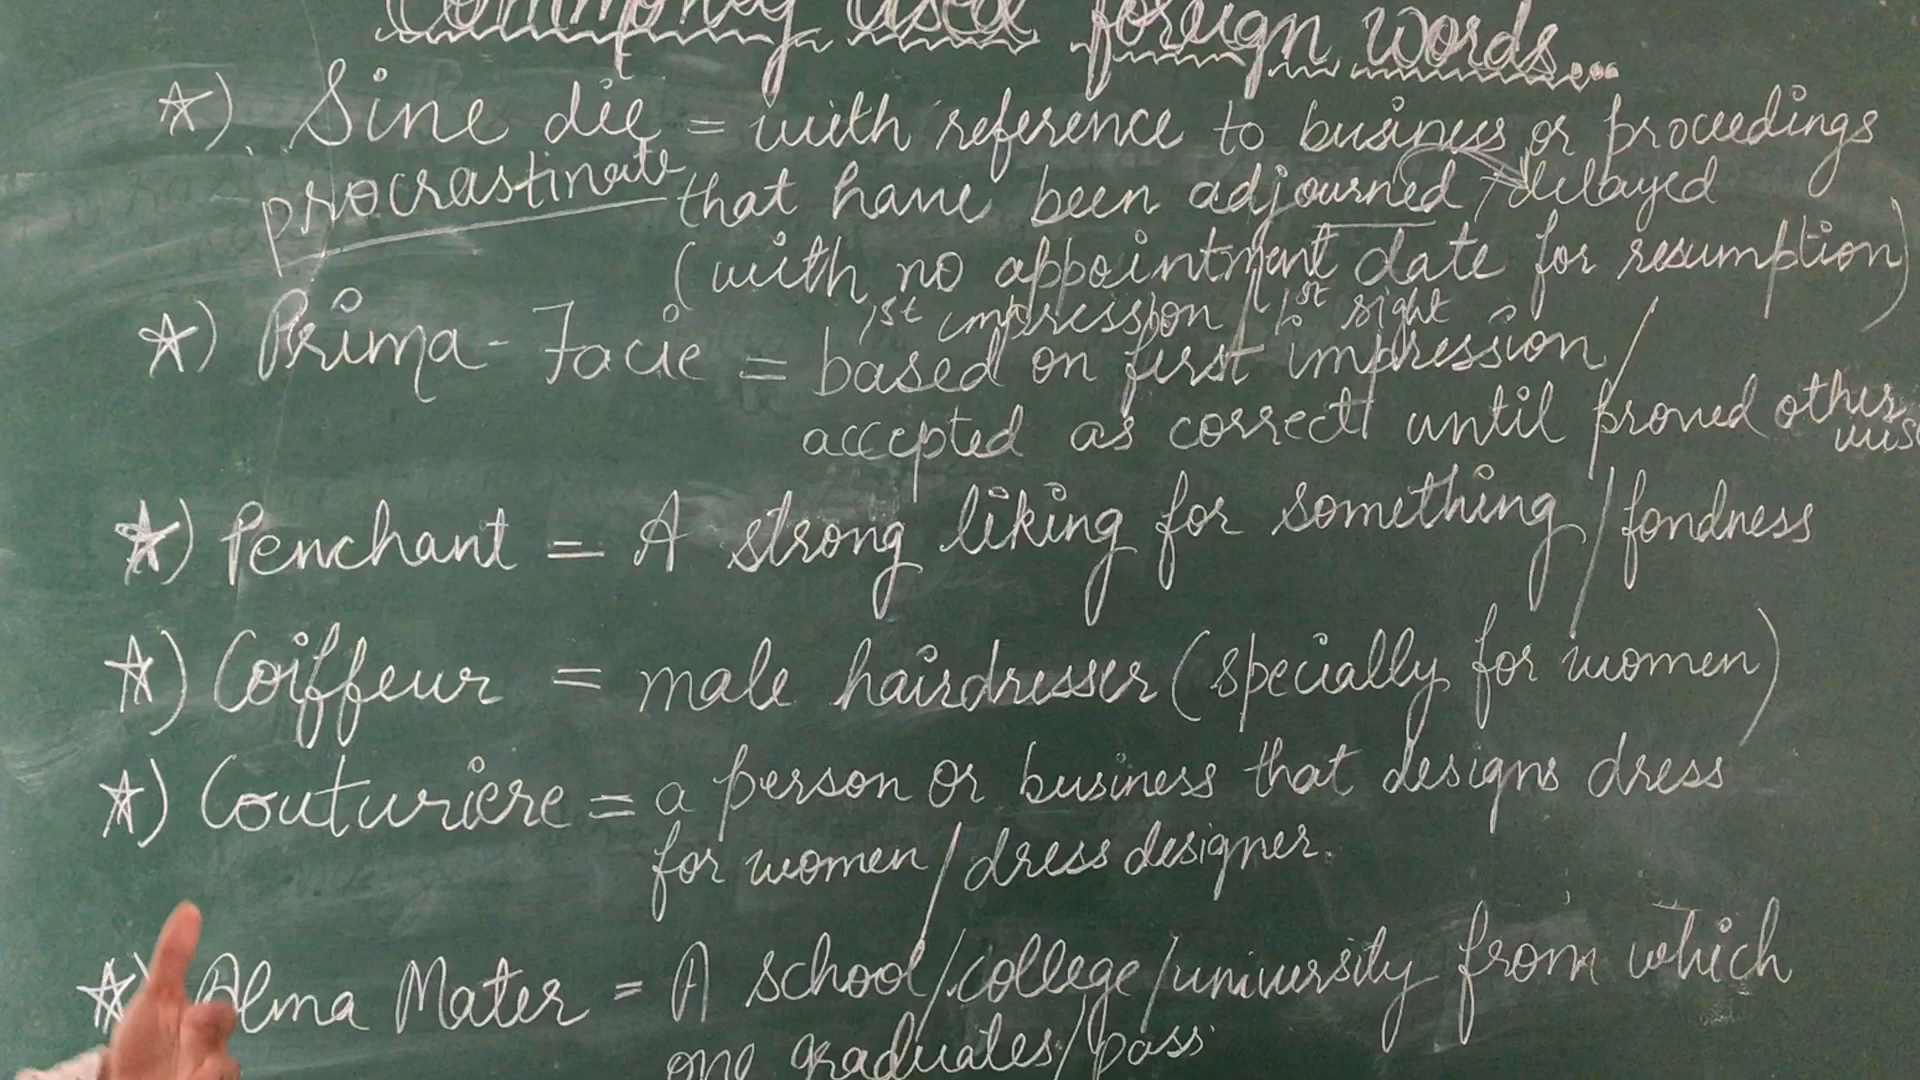 Commonly used foreign words...
☆) Sine die = with reference to business or proceedings
procrastinate that have been adjourned / delayed
(with no appointment date for resumption)
1st impression / 1st sight
☆) Prima-Facie = based on first impression /
accepted as correct until proved otherwise
☆) Penchant = A strong liking for something / fondness
☆) Coiffeur = male hairdresser (specially for women)
☆) Couturiere = a person or business that designs dress
for women / dress designer.
☆) Alma Mater = A school/college/university from which
one graduates/pass